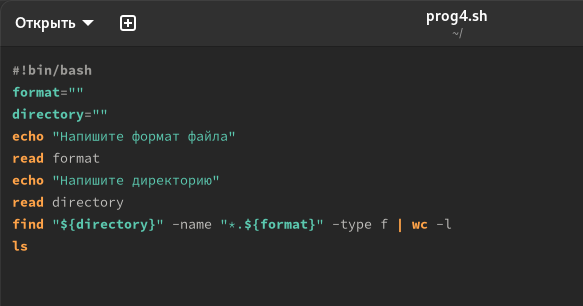 Открыть
prog4.sh
~/
#!bin/bash
format=""
directory=""
echo "Напишите формат файла"
read format
echo "Напишите директорию"
read directory
find "${directory}" -name "*.${format}" -type f | wc -l
ls